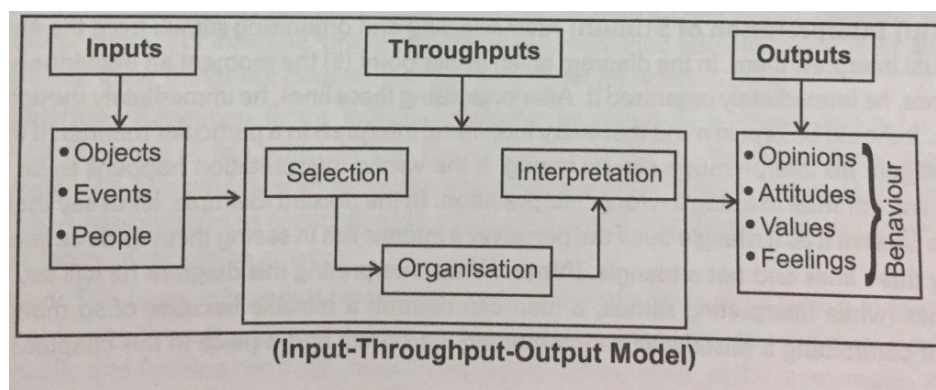 Inputs
Throughputs
Outputs
• Objects
• Events
• People
Selection
Interpretation
Organisation
• Opinions
• Attitudes
Values
• Feelings
Behaviour
(Input-Throughput-Output Model)